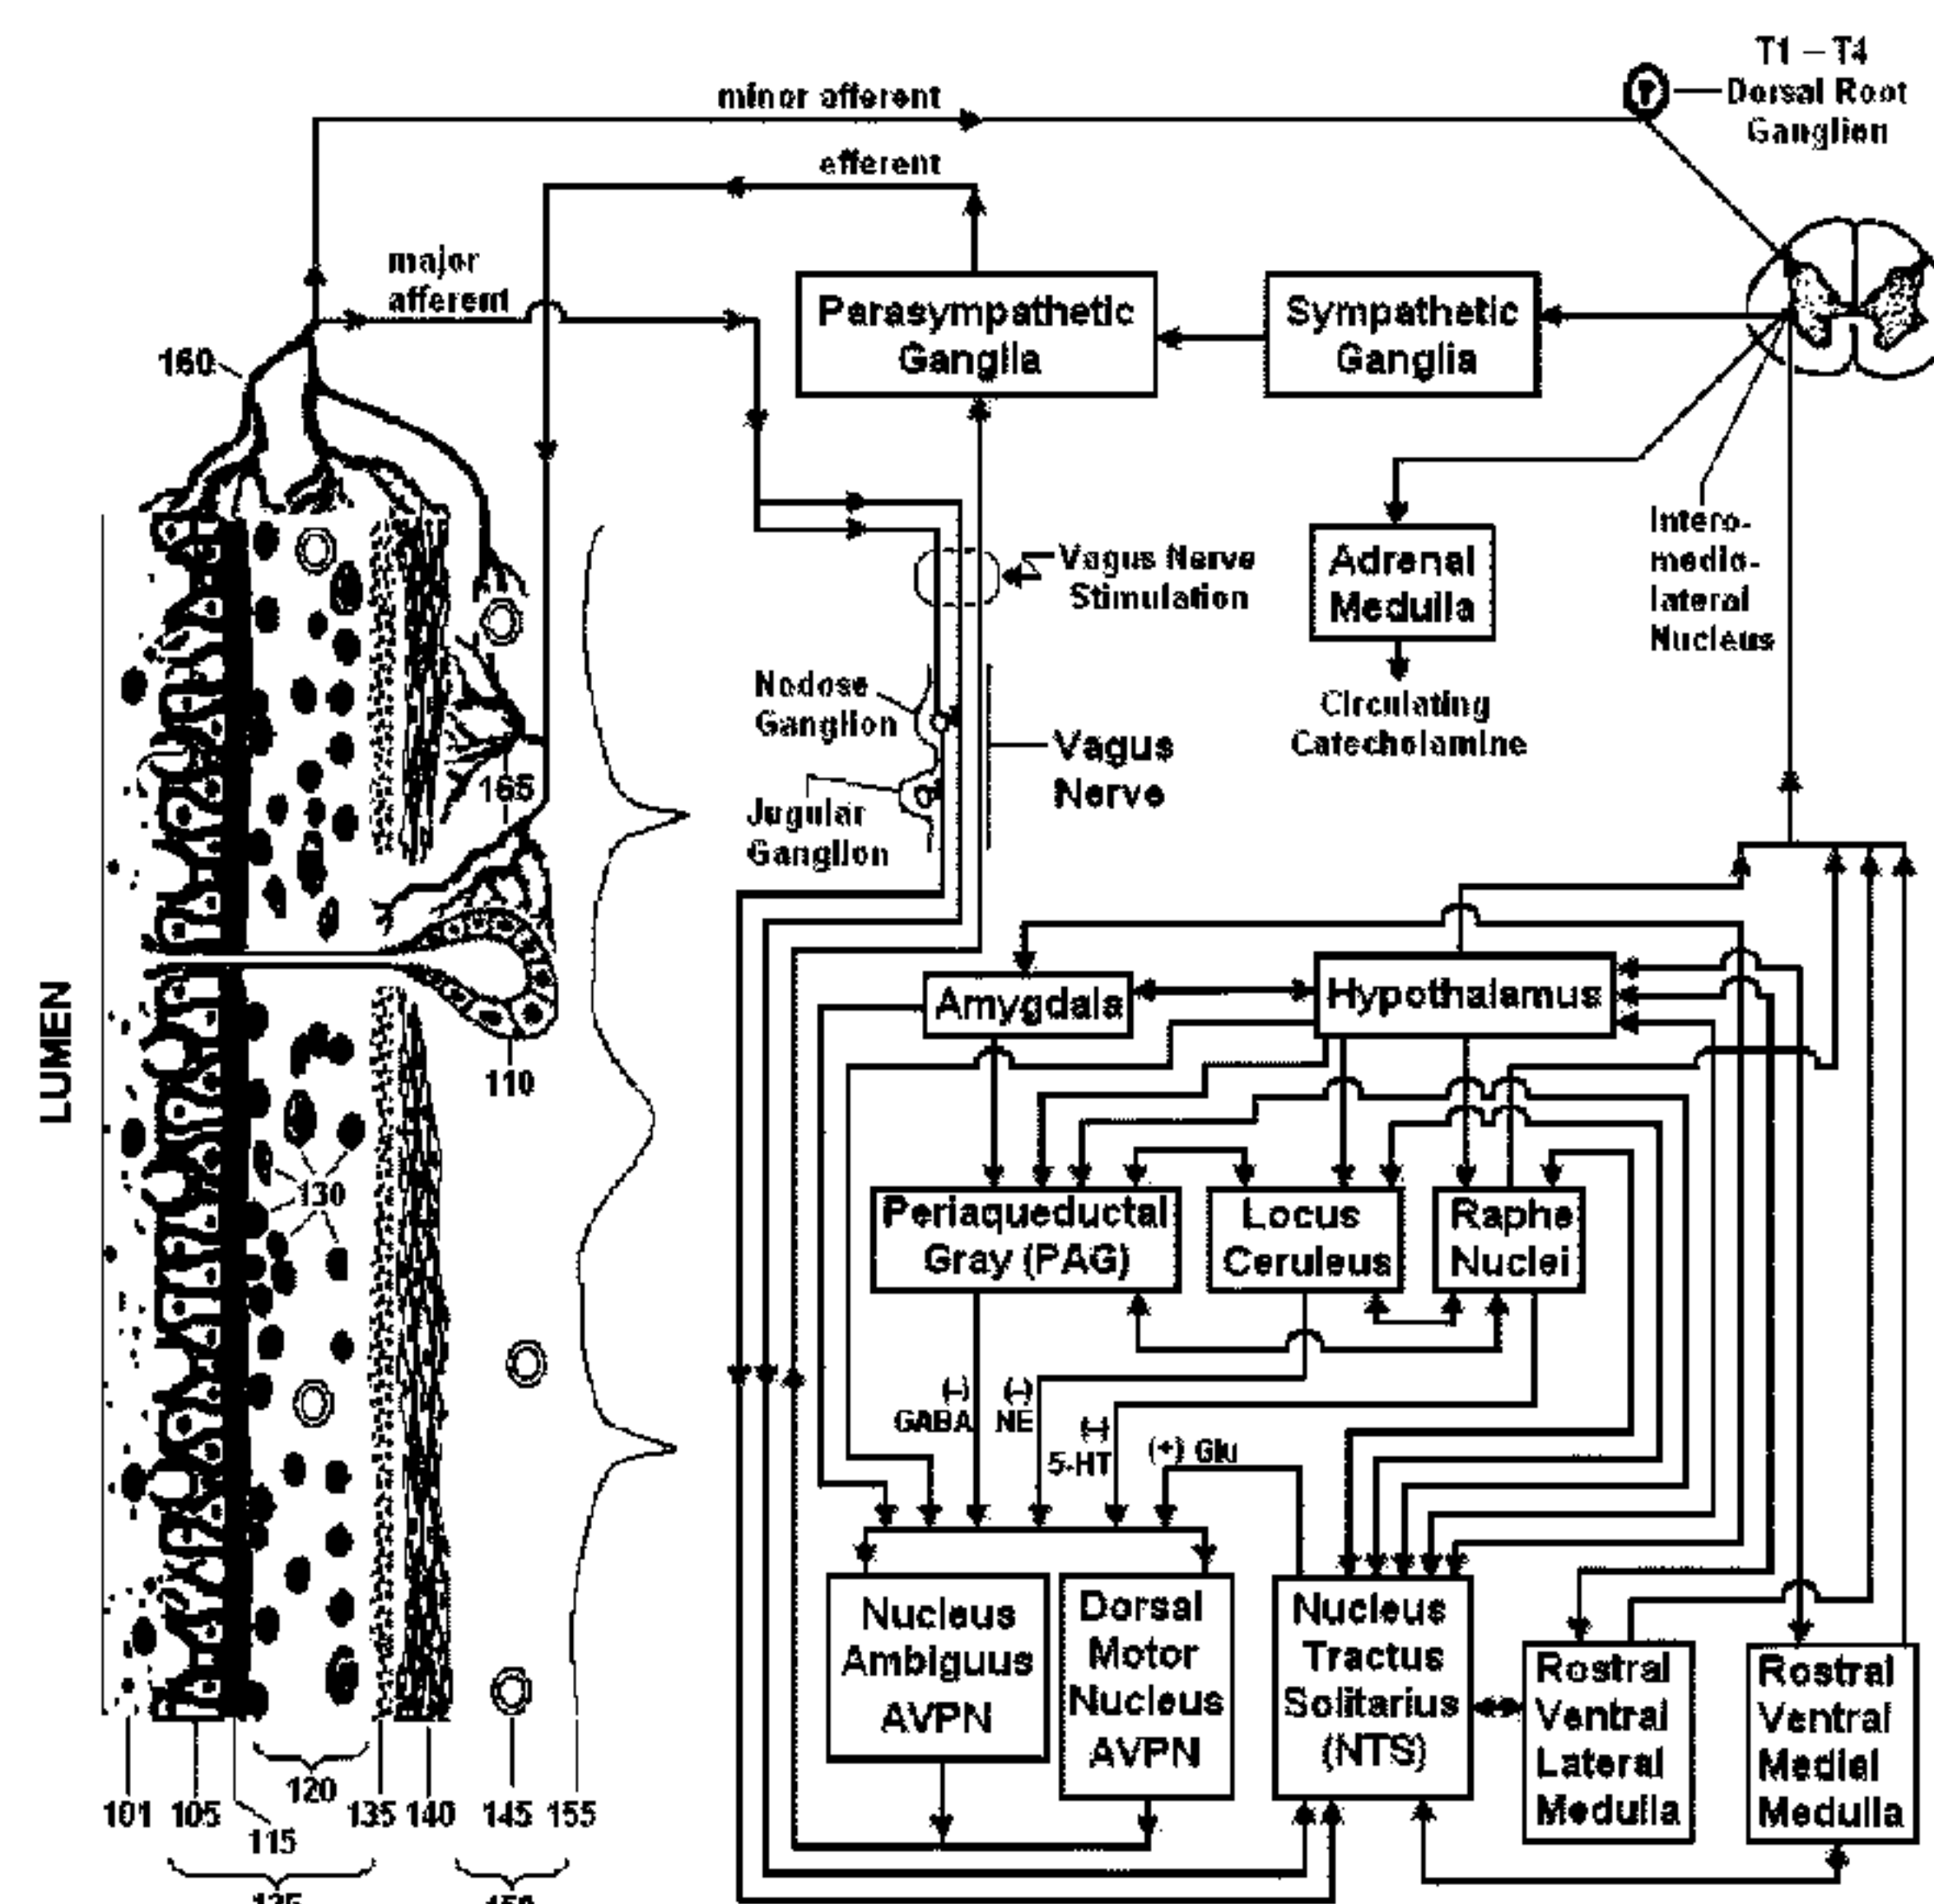 T1 – T4
Dorsal Root
Ganglion
minor afferent
efferent
major
afferent
Parasympathetic
Ganglia
Sympathetic
Ganglia
160
Vagus Nerve
Stimulation
Adrenal
Medulla
Intero-
medio-
lateral
Nucleus
Nodose
Ganglion
Circulating
Catecholamine
Vagus
Nerve
165
Jugular
Ganglion
LUMEN
Amygdala
Hypothalamus
110
130
Periaqueductal
Gray (PAG)
Locus
Ceruleus
Raphe
Nuclei
(–)
GABA
(–)
NE
(–)
5-HT
(+) Glu
Nucleus
Ambiguus
AVPN
Dorsal
Motor
Nucleus
AVPN
Nucleus
Tractus
Solitarius
(NTS)
Rostral
Ventral
Lateral
Medulla
Rostral
Ventral
Mediel
Medulla
120
101 105 135 140 145 155
115